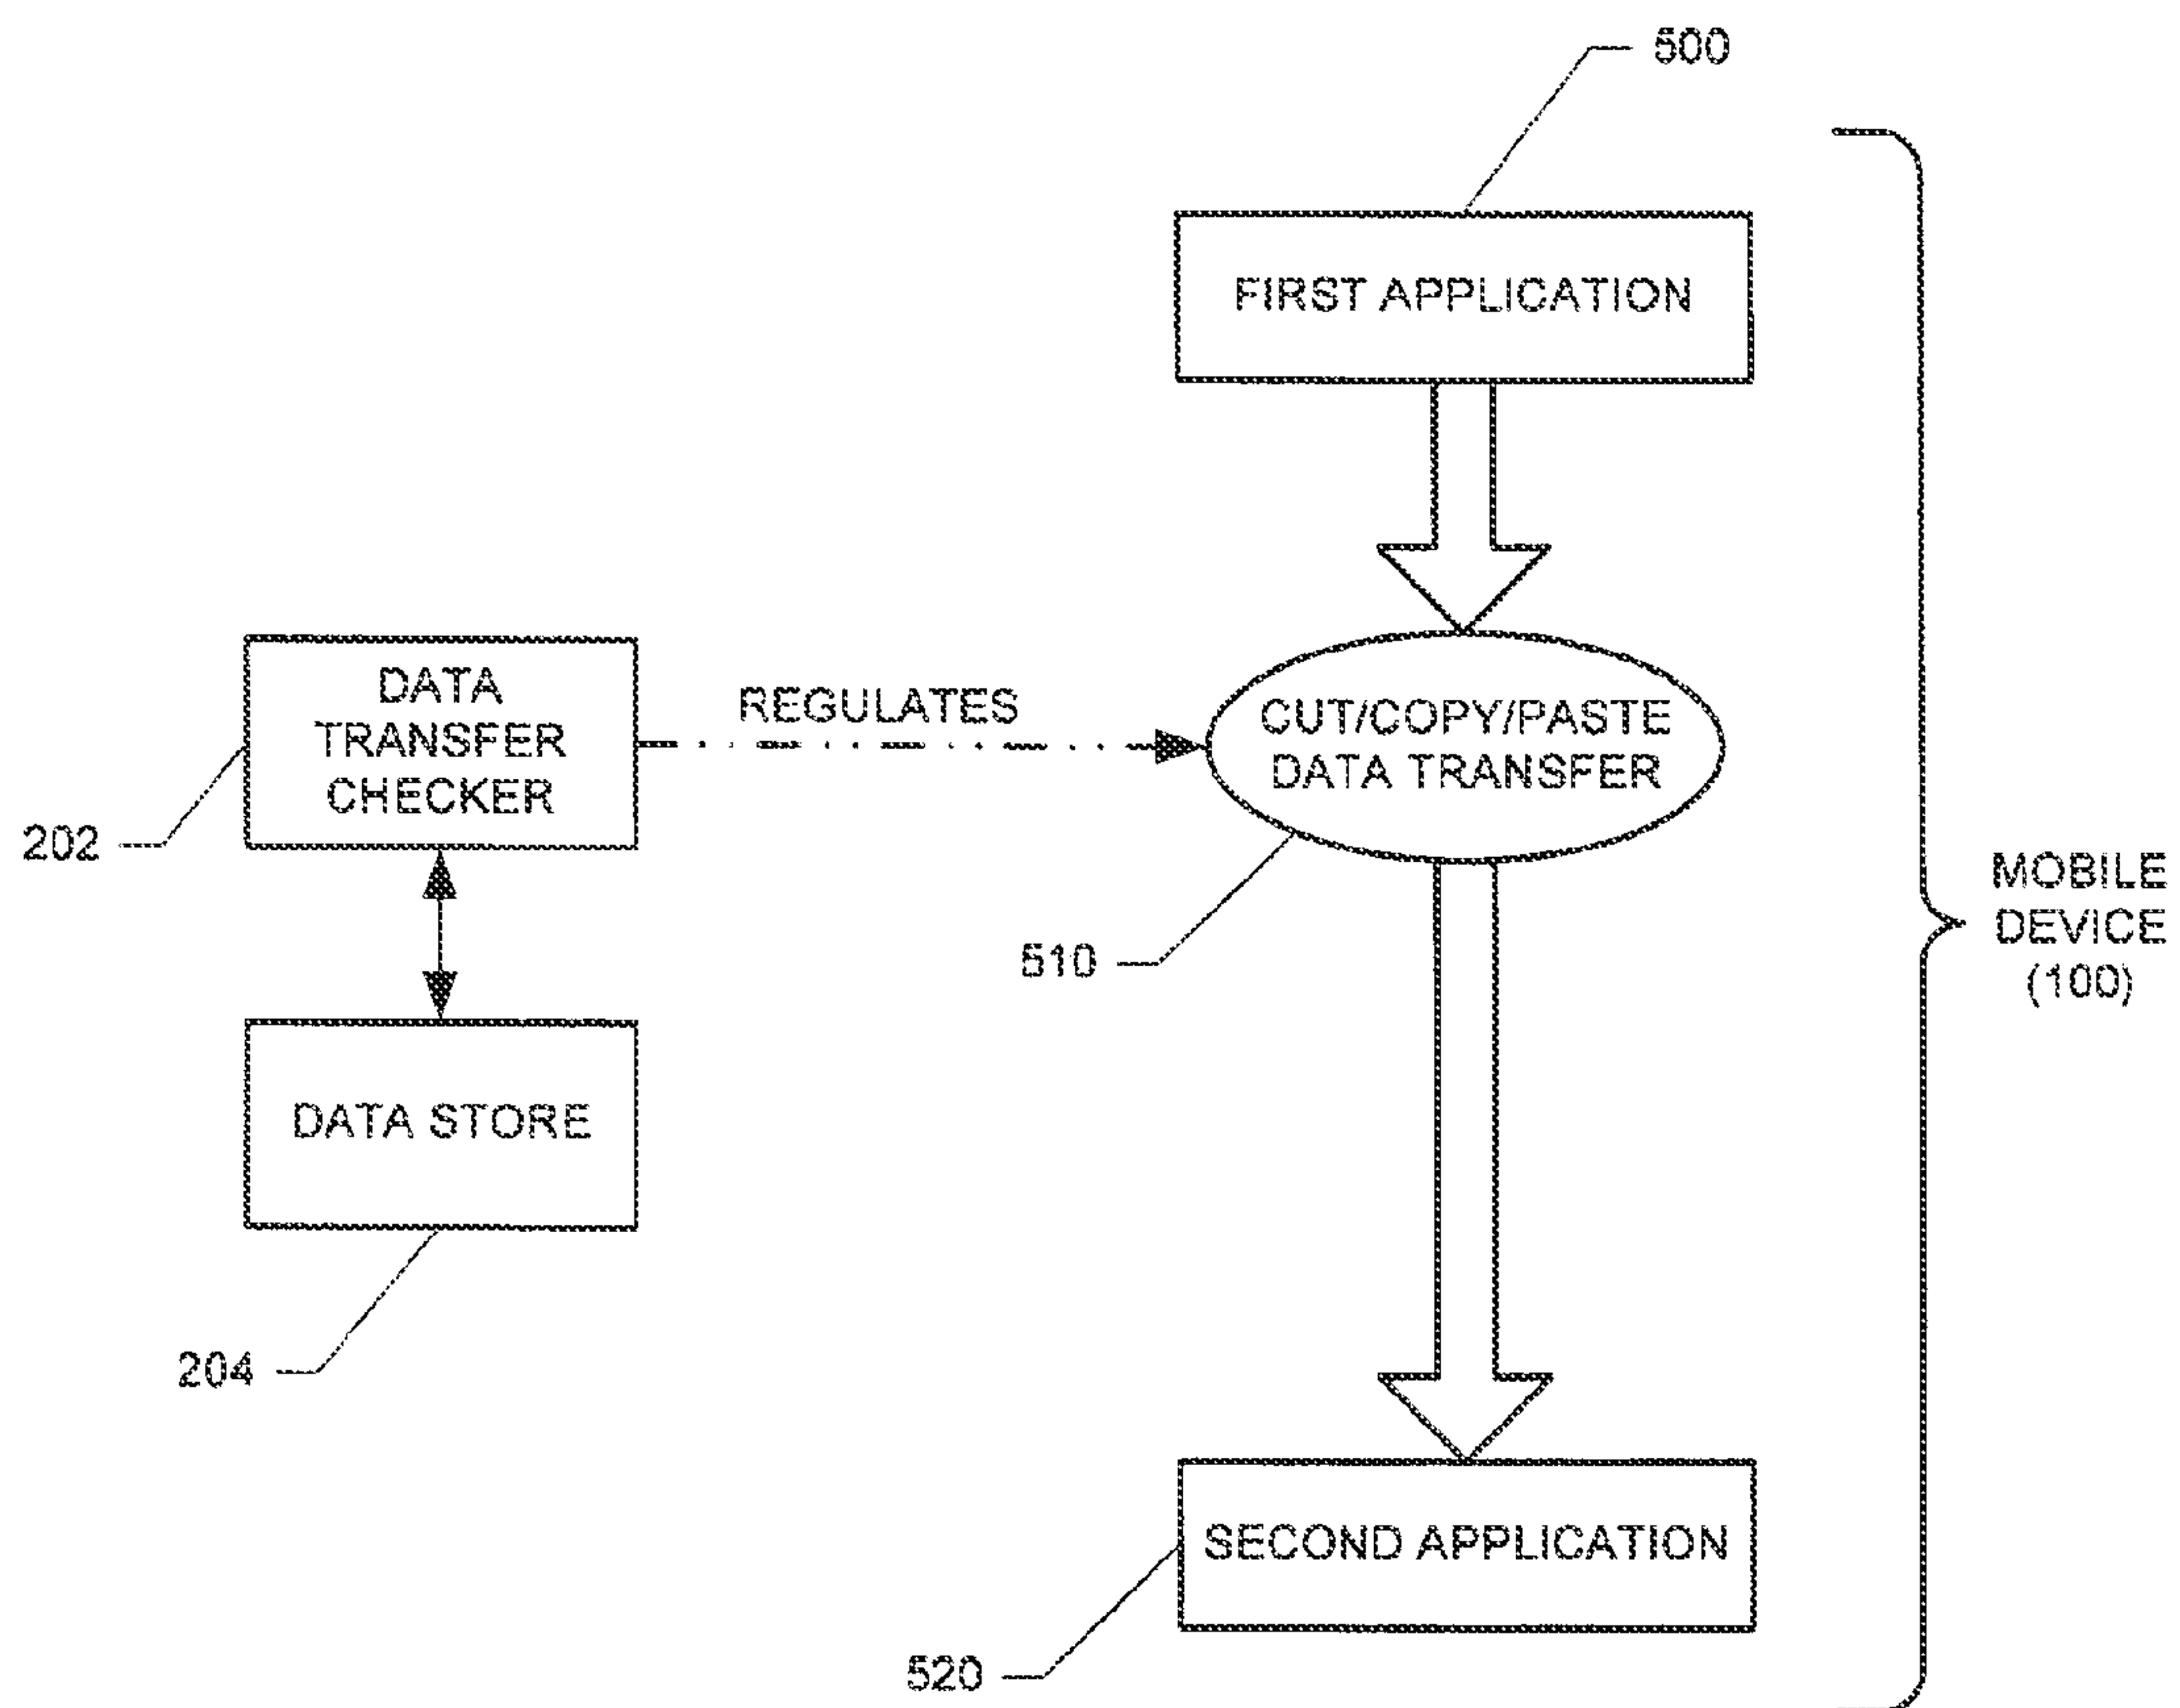 500
FIRST APPLICATION
DATA
TRANSFER
CHECKER
REGULATES
CUT/COPY/PASTE
DATA TRANSFER
202
510
MOBILE
DEVICE
(100)
DATA STORE
204
SECOND APPLICATION
520